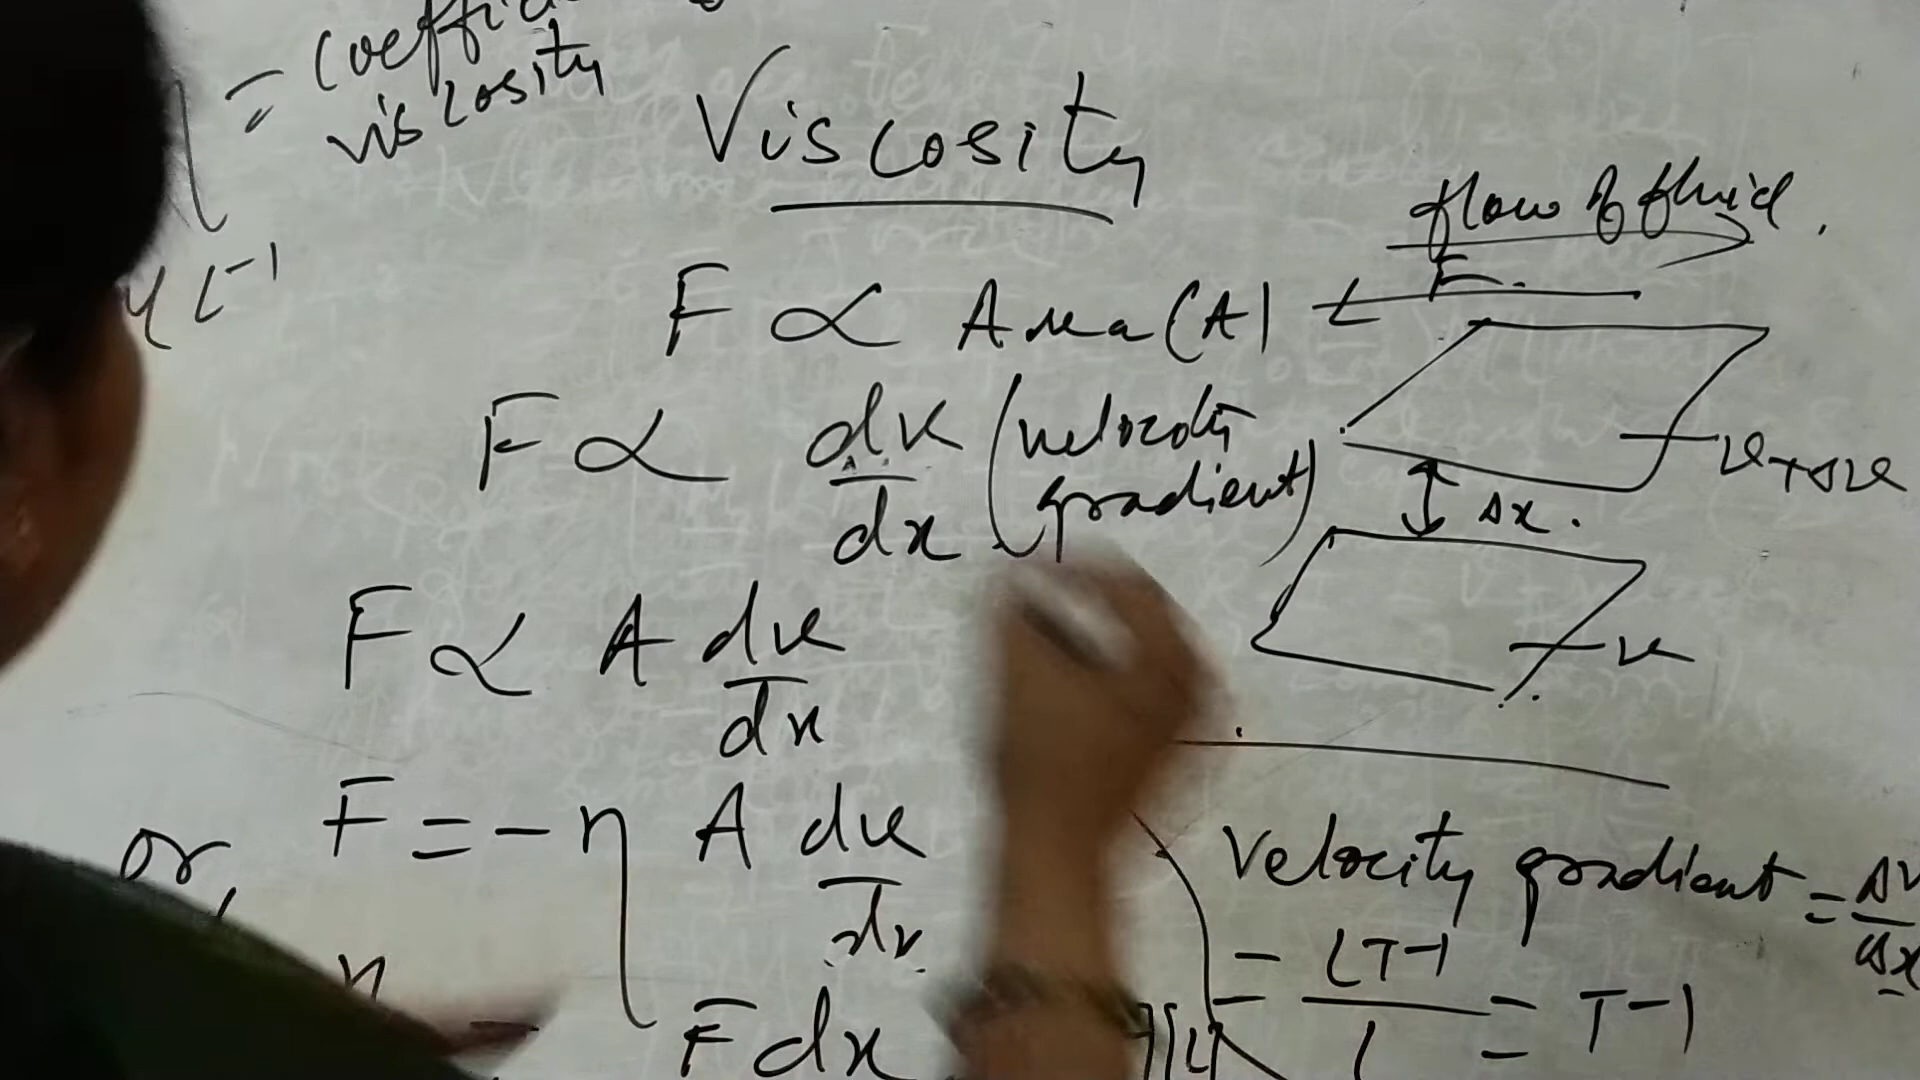 η = coeffi
viscosity
L-1
Viscosity
flow of fluid.
F ∝ Area (A)
F.
F ∝ dv/dx (velocity gradient)
v+Δv
Δx.
F ∝ A dv/dx
v
or, F = -η A dv/dx
Velocity gradient = ΔV/Δx
= LT-1/L = T-1
η
F dx